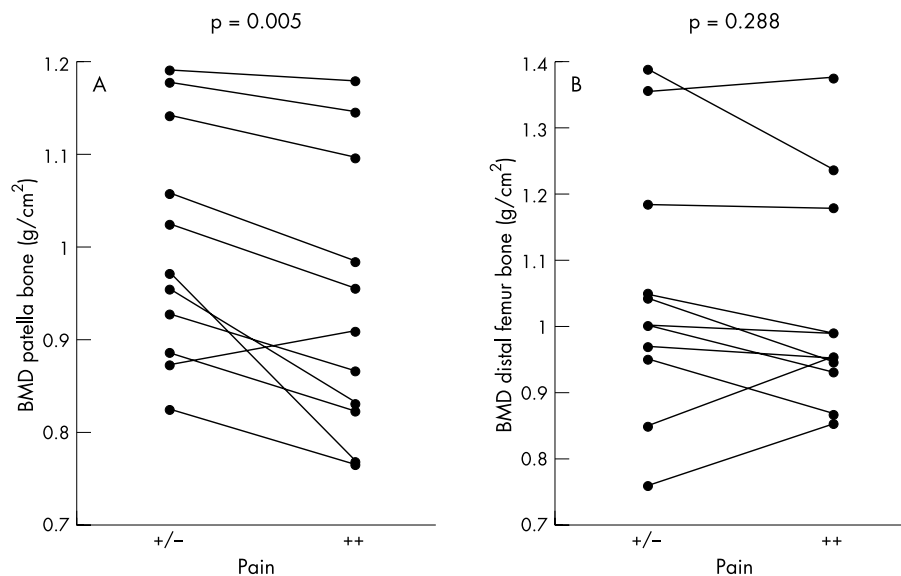 p = 0.005
A
BMD patella bone (g/cm²)
1.2
1.1
1
0.9
0.8
0.7
+/–
++
Pain
p = 0.288
B
BMD distal femur bone (g/cm²)
1.4
1.3
1.2
1.1
1
0.9
0.8
0.7
+/–
++
Pain